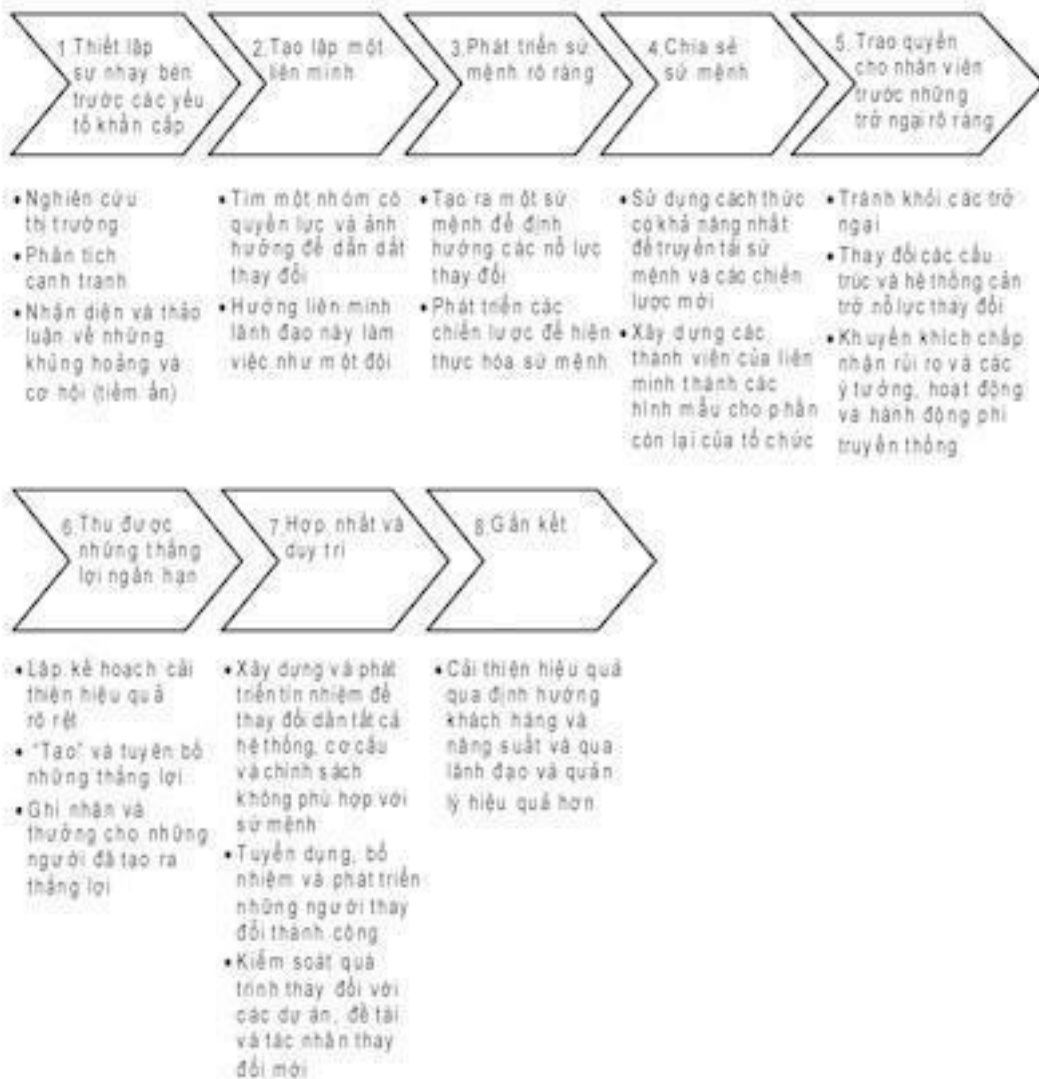 1. Thiết lập
sự nhạy bén
trước các yếu
tố khẩn cấp
2. Tạo lập một
liên minh
3. Phát triển sứ
mệnh rõ ràng
4. Chia sẻ
sứ mệnh
5. Trao quyền
cho nhân viên
trước những
trở ngại rõ ràng
• Nghiên cứu
thị trường
• Phân tích
cạnh tranh
• Nhận diện và thảo
luận về những
khủng hoảng và
cơ hội (tiềm ẩn)
• Tìm một nhóm có
quyền lực và ảnh
hưởng để dẫn dắt
thay đổi
• Hướng liên minh
lãnh đạo này làm
việc như một đội
• Tạo ra một sứ
mệnh để định
hướng các nỗ lực
thay đổi
• Phát triển các
chiến lược để hiện
thực hóa sứ mệnh
• Sử dụng cách thức
có khả năng nhất
để truyền tải sứ
mệnh và các chiến
lược mới
• Xây dựng các
thành viên của liên
minh thành các
hình mẫu cho phần
còn lại của tổ chức
• Tránh khỏi các trở
ngại
• Thay đổi các cấu
trúc và hệ thống cản
trở nỗ lực thay đổi
• Khuyến khích chấp
nhận rủi ro và các
ý tưởng, hoạt động
và hành động phi
truyền thống
6. Thu được
những thắng
lợi ngắn hạn
7. Hợp nhất và
duy trì
8. Gắn kết
• Lập kế hoạch cải
thiện hiệu quả
rõ rệt
• "Tạo" và tuyên bố
những thắng lợi
• Ghi nhận và
thưởng cho những
người đã tạo ra
thắng lợi
• Xây dựng và phát
triển tín nhiệm để
thay đổi dần tất cả
hệ thống, cơ cấu
và chính sách
không phù hợp với
sứ mệnh
• Tuyển dụng, bổ
nhiệm và phát triển
những người thay
đổi thành công
• Kiểm soát quá
trình thay đổi với
các dự án, đề tài
và tác nhân thay
đổi mới
• Cải thiện hiệu quả
qua định hướng
khách hàng và
năng suất và qua
lãnh đạo và quản
lý hiệu quả hơn